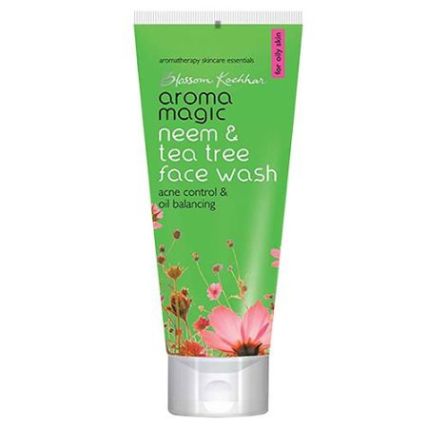 aromatherapy skincare essentials
for oily skin
Blossom Kochhar
aroma
magic
neem &
tea tree
face wash
acne control &
oil balancing